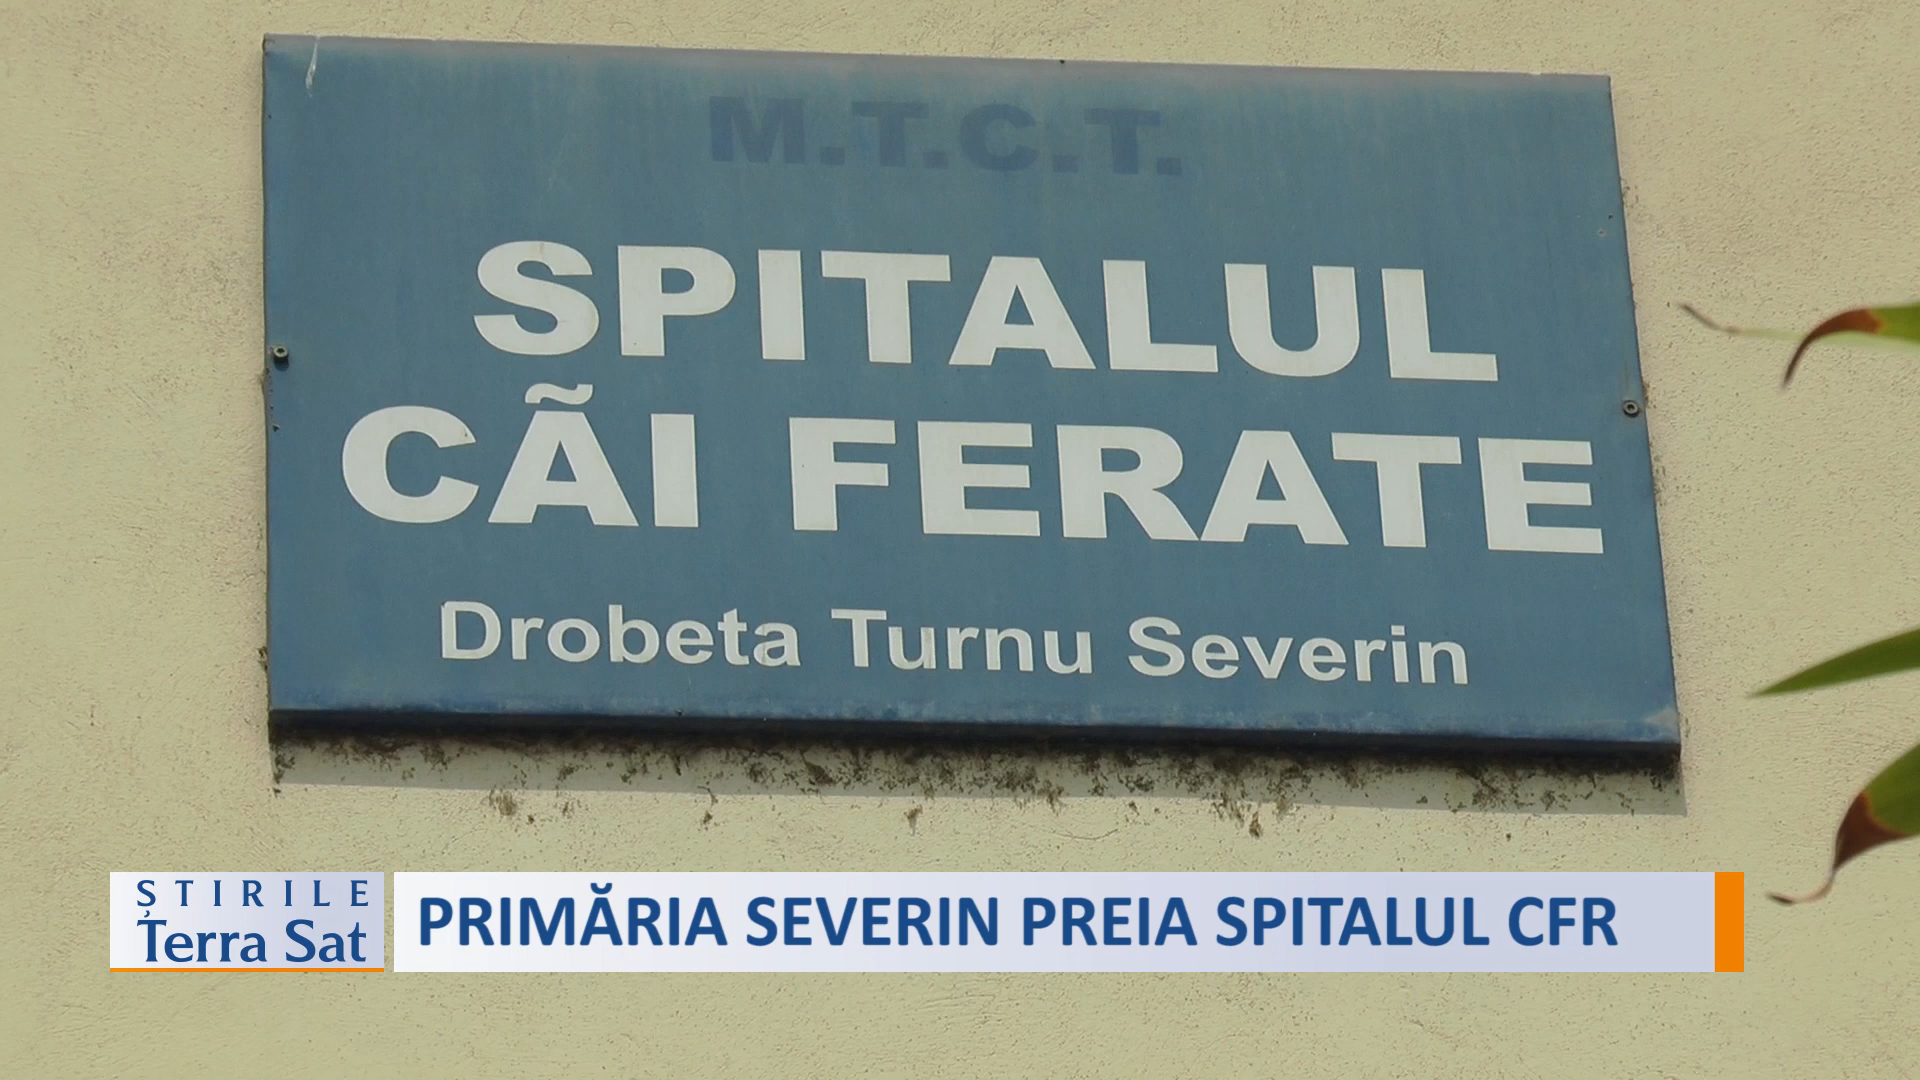 M.T.C.T.
SPITALUL
CÃI FERATE
Drobeta Turnu Severin
ȘTIRILE
Terra Sat
PRIMĂRIA SEVERIN PREIA SPITALUL CFR